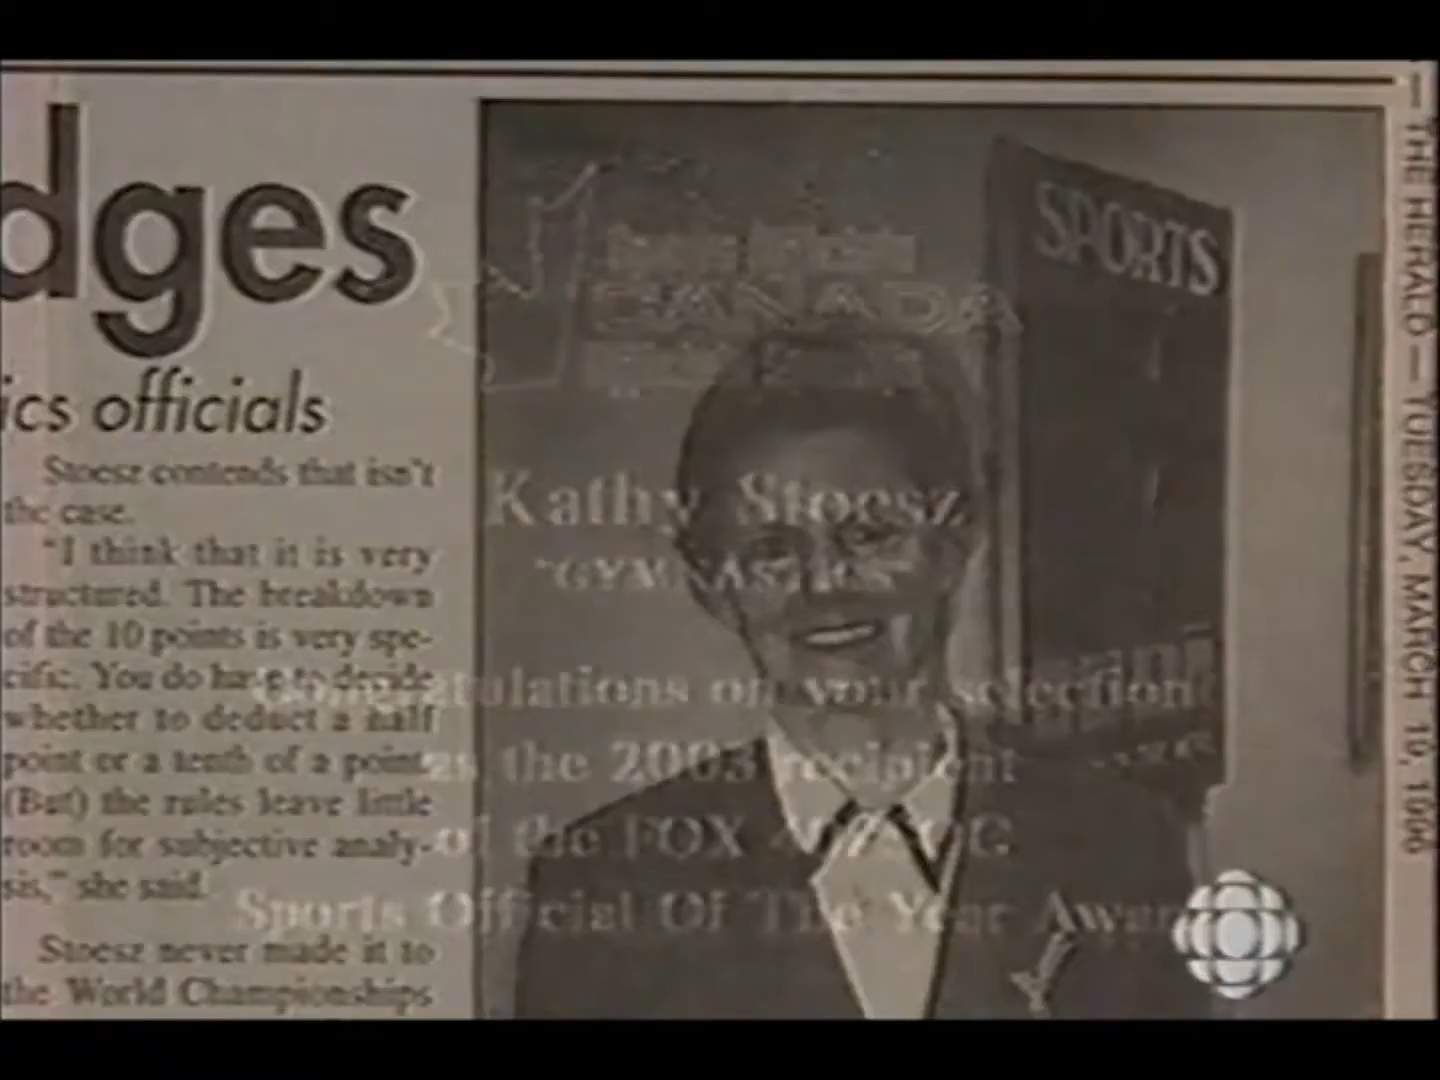 dges
ics officials
Stoesz contends that isn't
the case.
"I think that it is very
structured. The breakdown
of the 10 points is very spe-
cific. You do have to decide
whether to deduct a half
point or a tenth of a point.
(But) the rules leave little
room for subjective analy-
sis," she said.
Stoesz never made it to
the World Championships
SPORTS
CANADA
Kathy Stoesz
"GYMNASTICS"
Congratulations on your selection
as the 2003 recipient
of the FOX
Sports Official Of The Year Awar
— THE HERALD — TUESDAY, MARCH 19, 1996